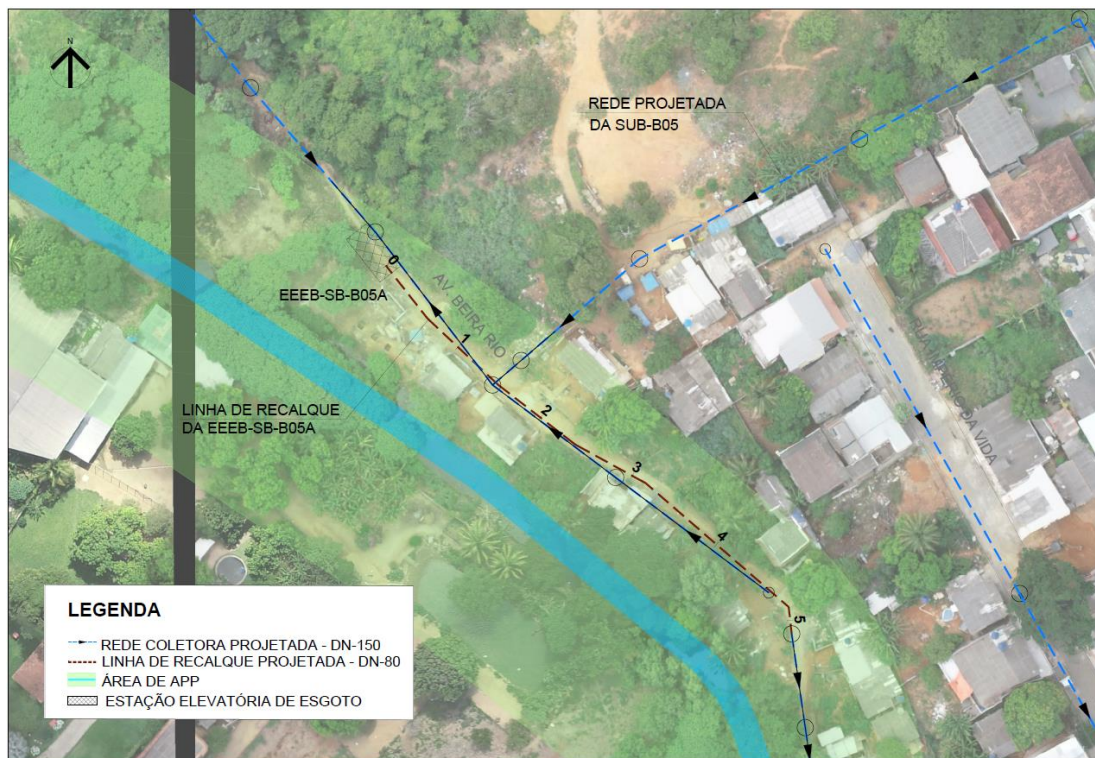 N
REDE PROJETADA
DA SUB-B05
0
EEEB-SB-B05A
AV. BEIRA RIO
1
LINHA DE RECALQUE
DA EEEB-SB-B05A
2
3
4
5
DA VIDA
LEGENDA
REDE COLETORA PROJETADA - DN-150
LINHA DE RECALQUE PROJETADA - DN-80
ÁREA DE APP
ESTAÇÃO ELEVATÓRIA DE ESGOTO